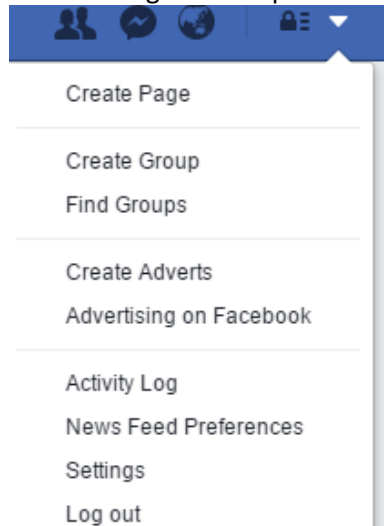 Create Page
Create Group
Find Groups
Create Adverts
Advertising on Facebook
Activity Log
News Feed Preferences
Settings
Log out